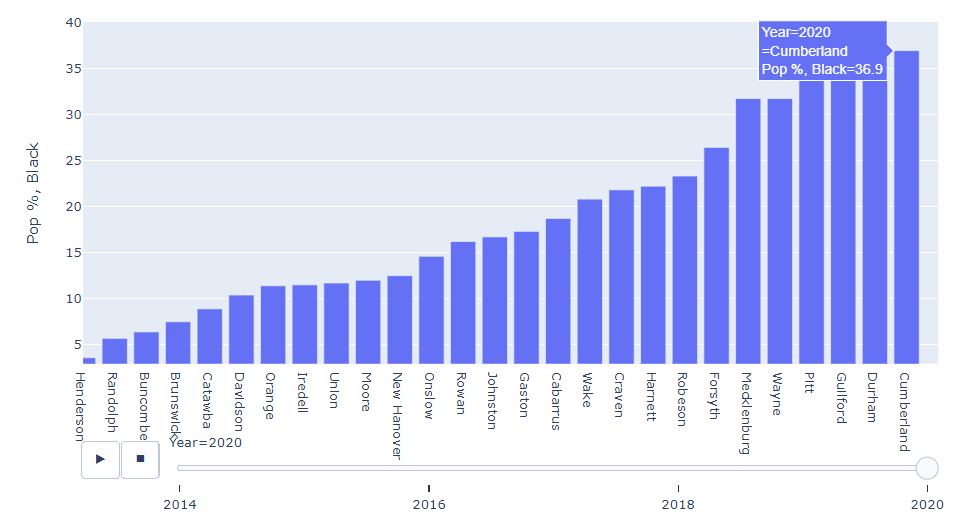 40
35
30
25
20
15
10
5
Pop %, Black
Year=2020
=Cumberland
Pop %, Black=36.9
Henderson
Randolph
Buncombe
Brunswick
Catawba
Davidson
Orange
Iredell
Union
Moore
New Hanover
Onslow
Rowan
Johnston
Gaston
Cabarrus
Wake
Craven
Harnett
Robeson
Forsyth
Mecklenburg
Wayne
Pitt
Guilford
Durham
Cumberland
Year=2020
2014
2016
2018
2020